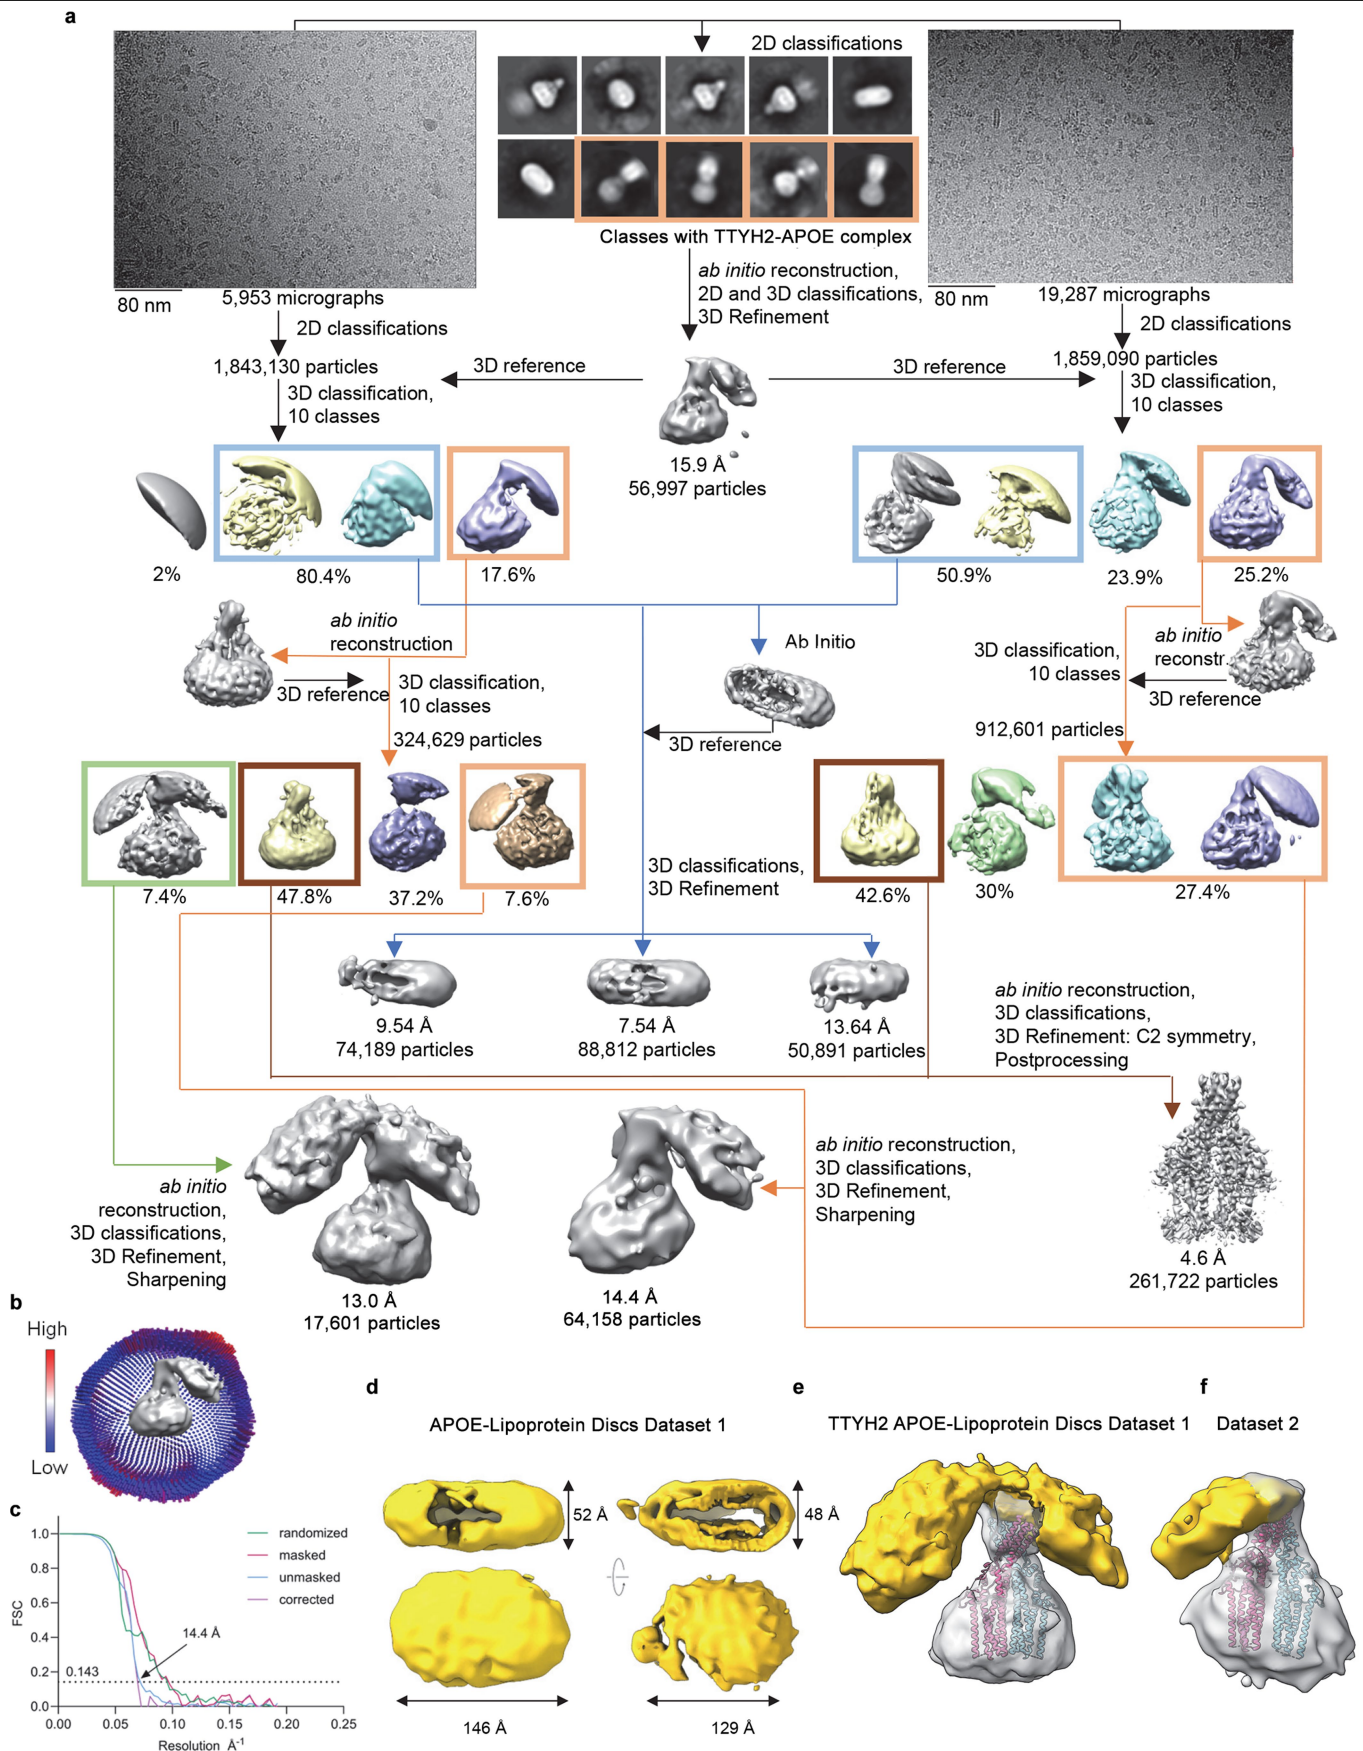 a
2D classifications
Classes with TTYH2-APOE complex
80 nm
5,953 micrographs
2D classifications
1,843,130 particles
3D classification,
10 classes
ab initio reconstruction,
2D and 3D classifications,
3D Refinement
80 nm
19,287 micrographs
2D classifications
1,859,090 particles
3D classification,
10 classes
3D reference
3D reference
15.9 Å
56,997 particles
2%
80.4%
17.6%
50.9%
23.9%
25.2%
ab initio
reconstruction
3D reference
3D classification,
10 classes
324,629 particles
Ab Initio
3D reference
3D classification,
10 classes
ab initio
reconstr.
3D reference
912,601 particles
7.4%
47.8%
37.2%
7.6%
3D classifications,
3D Refinement
42.6%
30%
27.4%
9.54 Å
74,189 particles
7.54 Å
88,812 particles
13.64 Å
50,891 particles
ab initio reconstruction,
3D classifications,
3D Refinement: C2 symmetry,
Postprocessing
ab initio
reconstruction,
3D classifications,
3D Refinement,
Sharpening
13.0 Å
17,601 particles
14.4 Å
64,158 particles
ab initio reconstruction,
3D classifications,
3D Refinement,
Sharpening
4.6 Å
261,722 particles
b
High
Low
c
1.0
0.8
0.6
0.4
0.2
0.0
FSC
0.143
14.4 Å
randomized
masked
unmasked
corrected
0.00
0.05
0.10
0.15
0.20
0.25
Resolution Å-1
d
APOE-Lipoprotein Discs Dataset 1
52 Å
48 Å
146 Å
129 Å
e
TTYH2 APOE-Lipoprotein Discs Dataset 1
f
Dataset 2